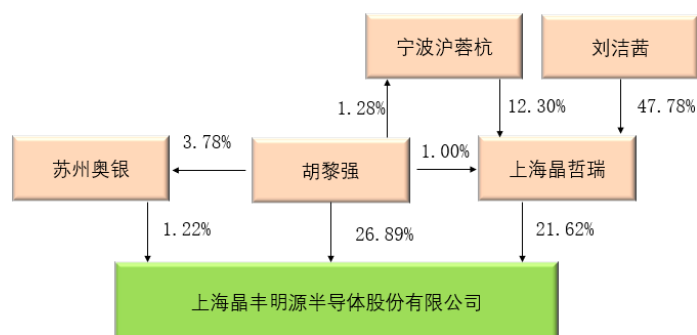 宁波沪蓉杭
刘洁茜
1.28%
12.30%
47.78%
苏州奥银
3.78%
胡黎强
1.00%
上海晶哲瑞
1.22%
26.89%
21.62%
上海晶丰明源半导体股份有限公司